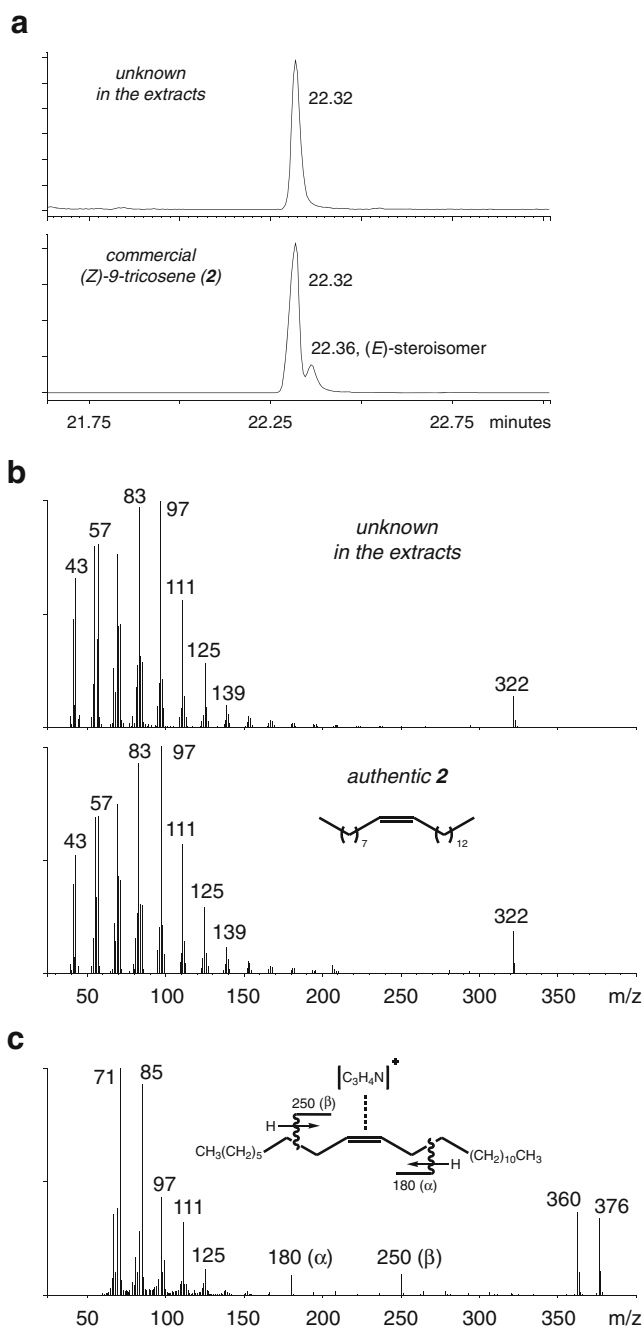 a
unknown
in the extracts
22.32
commercial
(Z)-9-tricosene (2)
22.32
22.36, (E)-steroisomer
21.75 22.25 22.75 minutes
b
83
97
57
43
111
125
139
unknown
in the extracts
322
83
97
57
43
111
125
139
authentic 2
7 12
322
50 100 150 200 250 300 350 m/z
c
71
85
97
111
125
[C3H4N]+
250 (β)
H
CH3(CH2)5
H
(CH2)10CH3
180 (α)
180 (α)
250 (β)
360
376
50 100 150 200 250 300 350 m/z